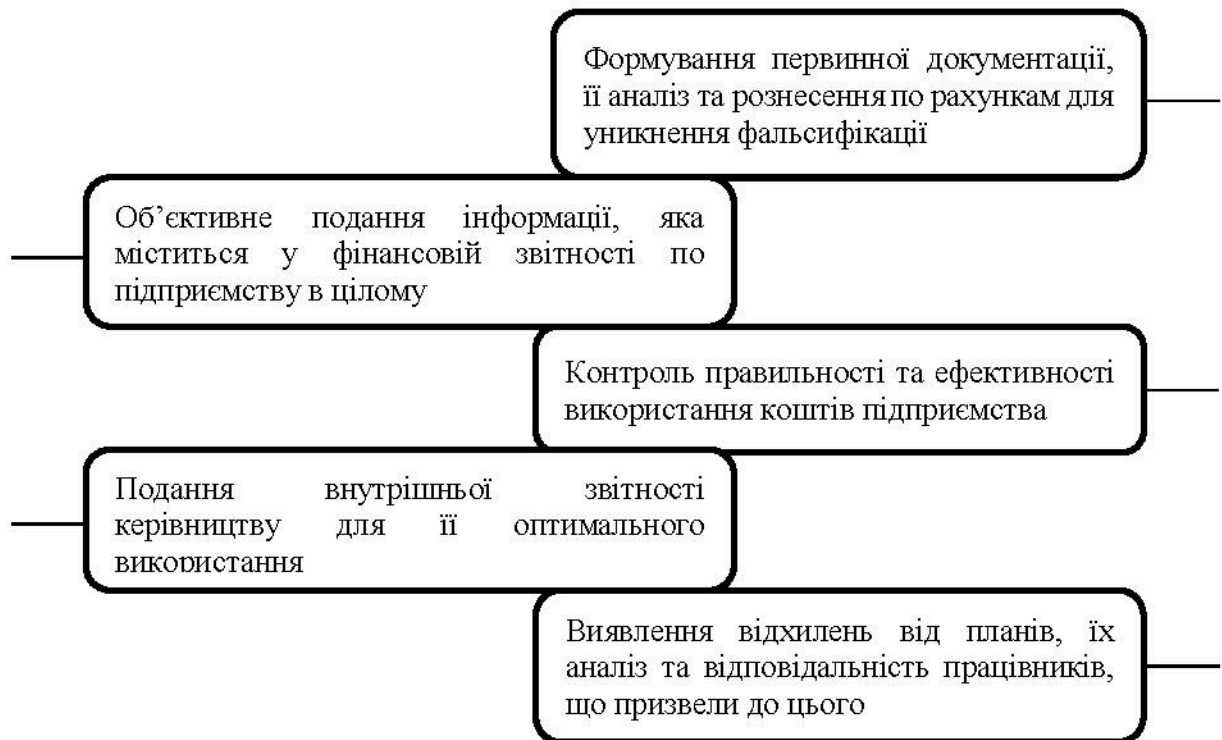 Формування первинної документації,
її аналіз та рознесення по рахункам для
уникнення фальсифікації
Об’єктивне подання інформації, яка
міститься у фінансовій звітності по
підприємству в цілому
Контроль правильності та ефективності
використання коштів підприємства
Подання внутрішньої звітності
керівництву для її оптимального
використання
Виявлення відхилень від планів, їх
аналіз та відповідальність працівників,
що призвели до цього